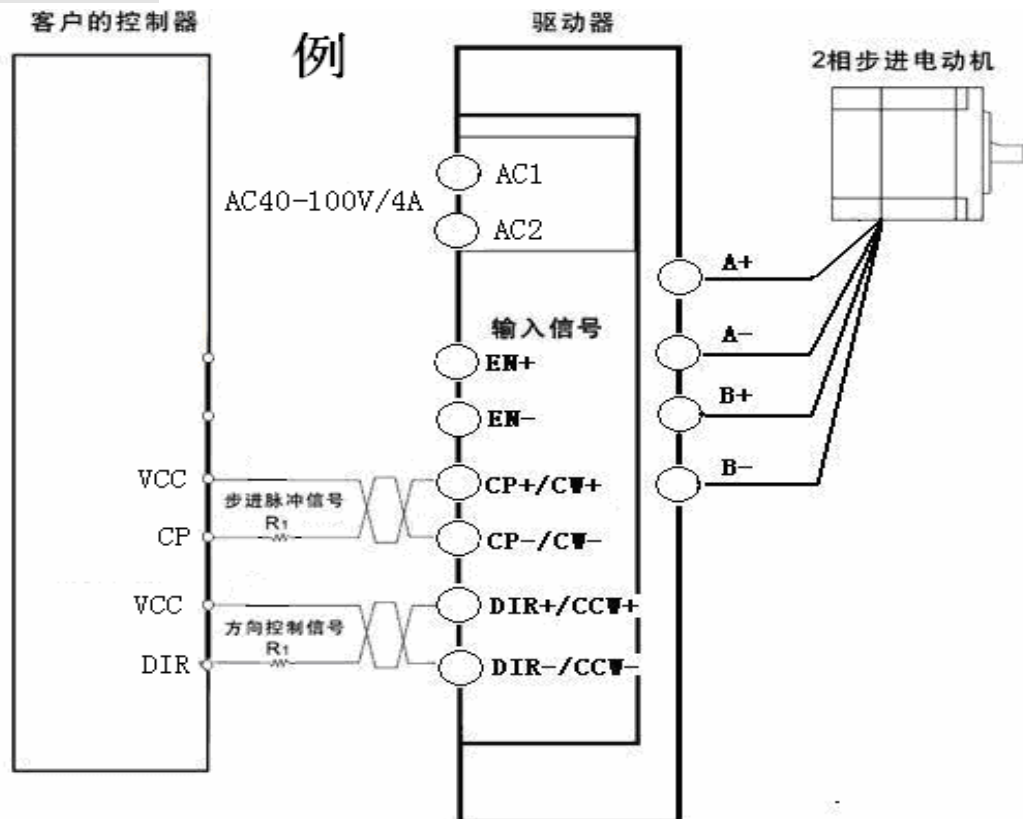 客户的控制器
例
驱动器
2相步进电动机
AC1
AC40-100V/4A
AC2
A+
输入信号
A-
EN+
B+
EN-
B-
VCC
步进脉冲信号
CP+/CW+
R1
CP
CP-/CW-
VCC
方向控制信号
DIR+/CCW+
R1
DIR
DIR-/CCW-